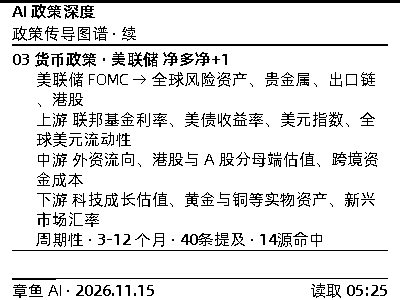 AI 政策深度
政策传导图谱 · 续
03 货币政策 · 美联储 净多净+1
美联储 FOMC → 全球风险资产、贵金属、出口链
、港股
上游 联邦基金利率、美债收益率、美元指数、全
球美元流动性
中游 外资流向、港股与 A 股分母端估值、跨境资
金成本
下游 科技成长估值、黄金与铜等实物资产、新兴
市场汇率
周期性 · 3-12 个月 · 40条提及 · 14源命中
章鱼 AI · 2026.11.15
读取 05:25